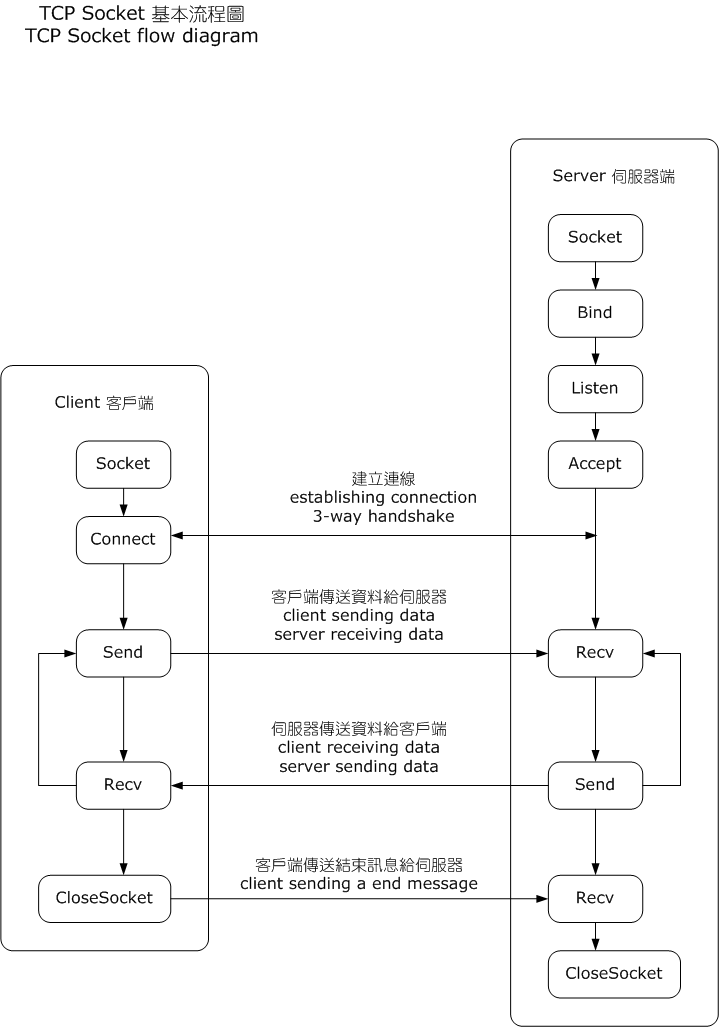 TCP Socket 基本流程圖
TCP Socket flow diagram
Server 伺服器端
Socket
Bind
Listen
Accept
Client 客戶端
Socket
Connect
建立連線
establishing connection
3-way handshake
客戶端傳送資料給伺服器
client sending data
server receiving data
Send
Recv
伺服器傳送資料給客戶端
client receiving data
server sending data
Recv
Send
客戶端傳送結束訊息給伺服器
client sending a end message
CloseSocket
Recv
CloseSocket